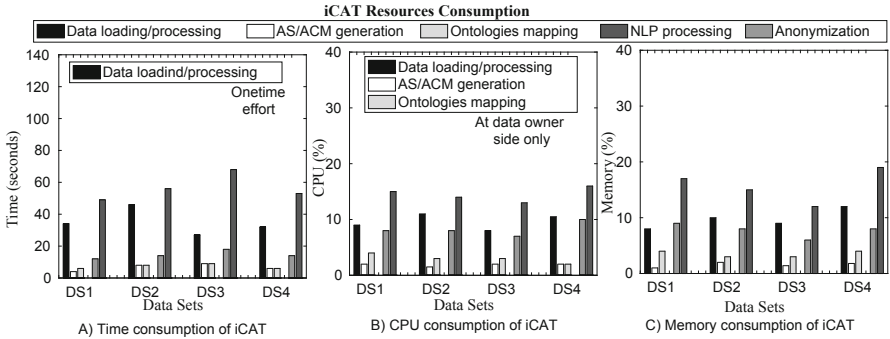 iCAT Resources Consumption
Data loading/processing AS/ACM generation Ontologies mapping NLP processing Anonymization
140
120
100
80
60
40
20
0
Time (seconds)
Data loadind/processing
Onetime
effort
DS1 DS2 DS3 DS4
Data Sets
A) Time consumption of iCAT
40
30
20
10
0
CPU (%)
Data loading/processing
AS/ACM generation
Ontologies mapping
At data owner
side only
DS1 DS2 DS3 DS4
Data Sets
B) CPU consumption of iCAT
40
30
20
10
0
Memory (%)
DS1 DS2 DS3 DS4
Data Sets
C) Memory consumption of iCAT